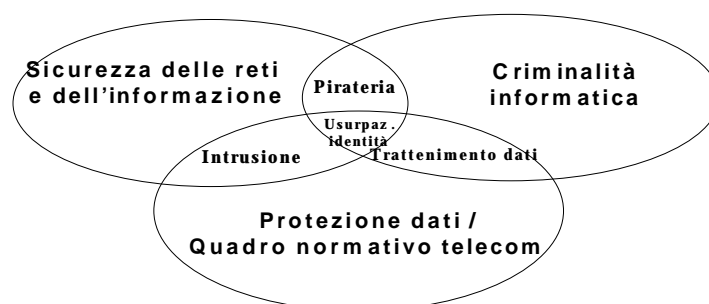 Sicurezza delle reti
e dell'informazione
Pirateria
Criminalità
informatica
Usurpaz.
identità
Intrusione
Trattenimento dati
Protezione dati /
Quadro normativo telecom